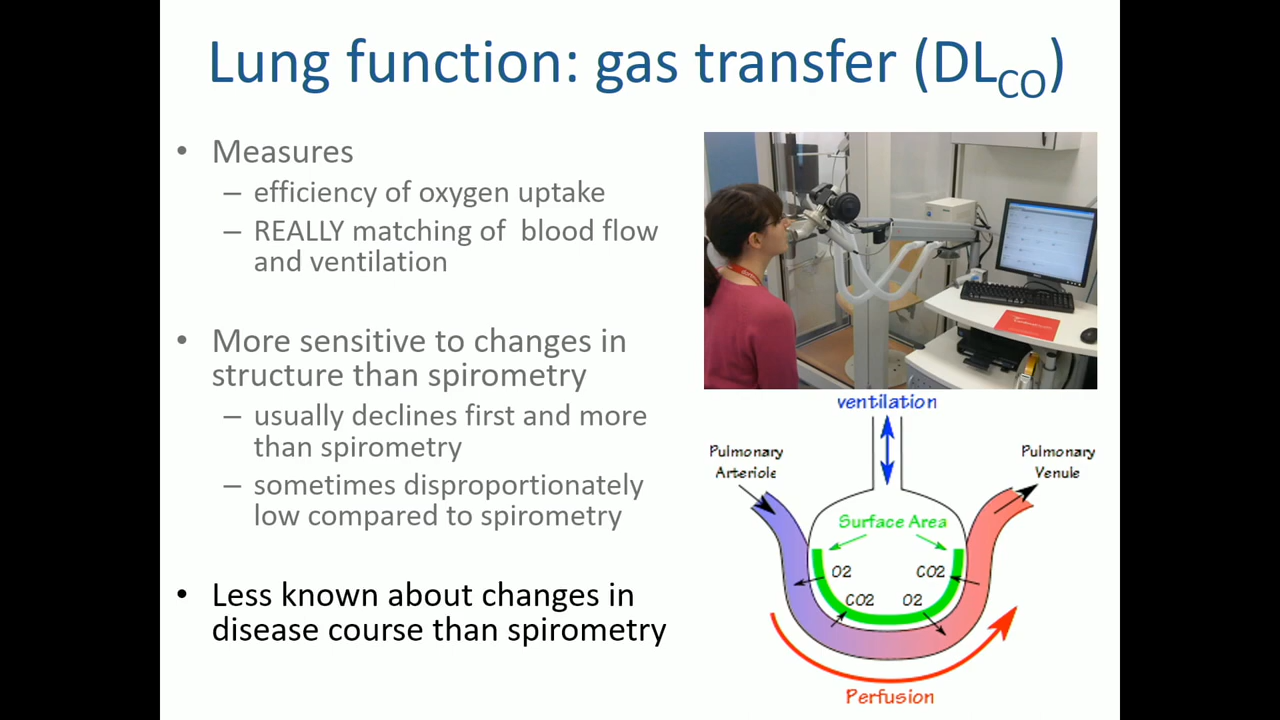 Lung function: gas transfer (DLCO)
• Measures
– efficiency of oxygen uptake
– REALLY matching of  blood flow
and ventilation
• More sensitive to changes in
structure than spirometry
– usually declines first and more
than spirometry
– sometimes disproportionately
low compared to spirometry
• Less known about changes in
disease course than spirometry
ventilation
Pulmonary
Arteriole
Pulmonary
Venule
Surface Area
O2
CO2
CO2
O2
Perfusion